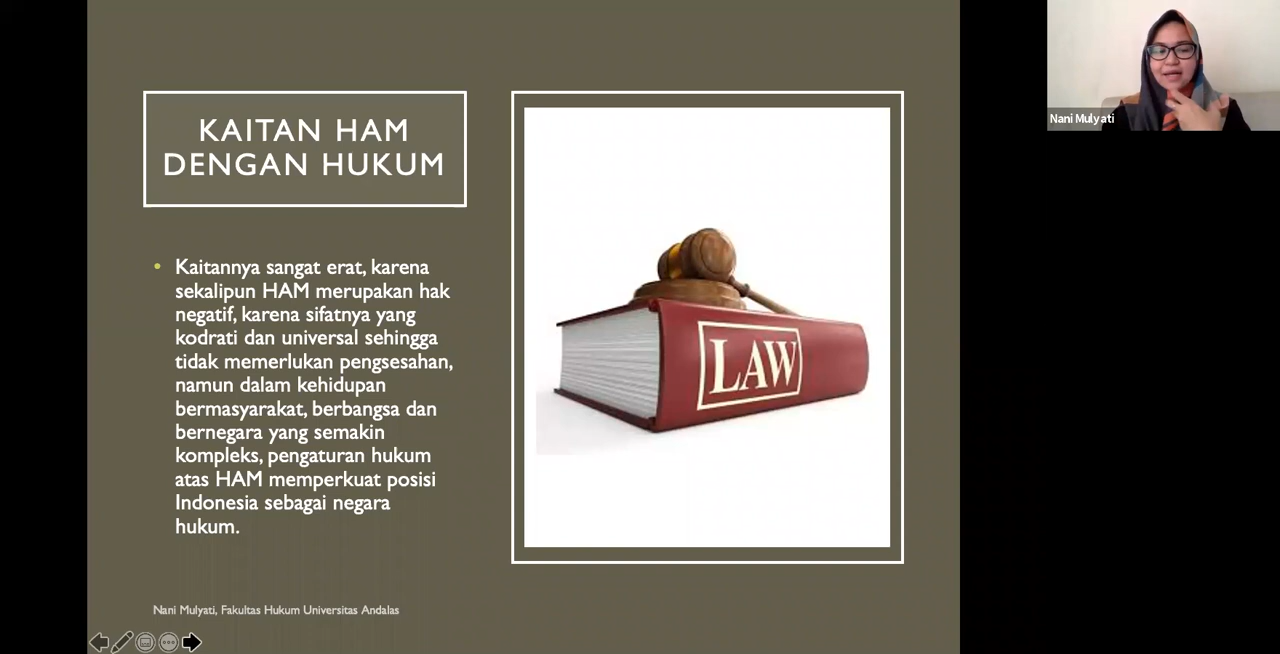 KAITAN HAM
DENGAN HUKUM
• Kaitannya sangat erat, karena
sekalipun HAM merupakan hak
negatif, karena sifatnya yang
kodrati dan universal sehingga
tidak memerlukan pengsesahan,
namun dalam kehidupan
bermasyarakat, berbangsa dan
bernegara yang semakin
kompleks, pengaturan hukum
atas HAM memperkuat posisi
Indonesia sebagai negara
hukum.
LAW
Nani Mulyati, Fakultas Hukum Universitas Andalas
Nani Mulyati